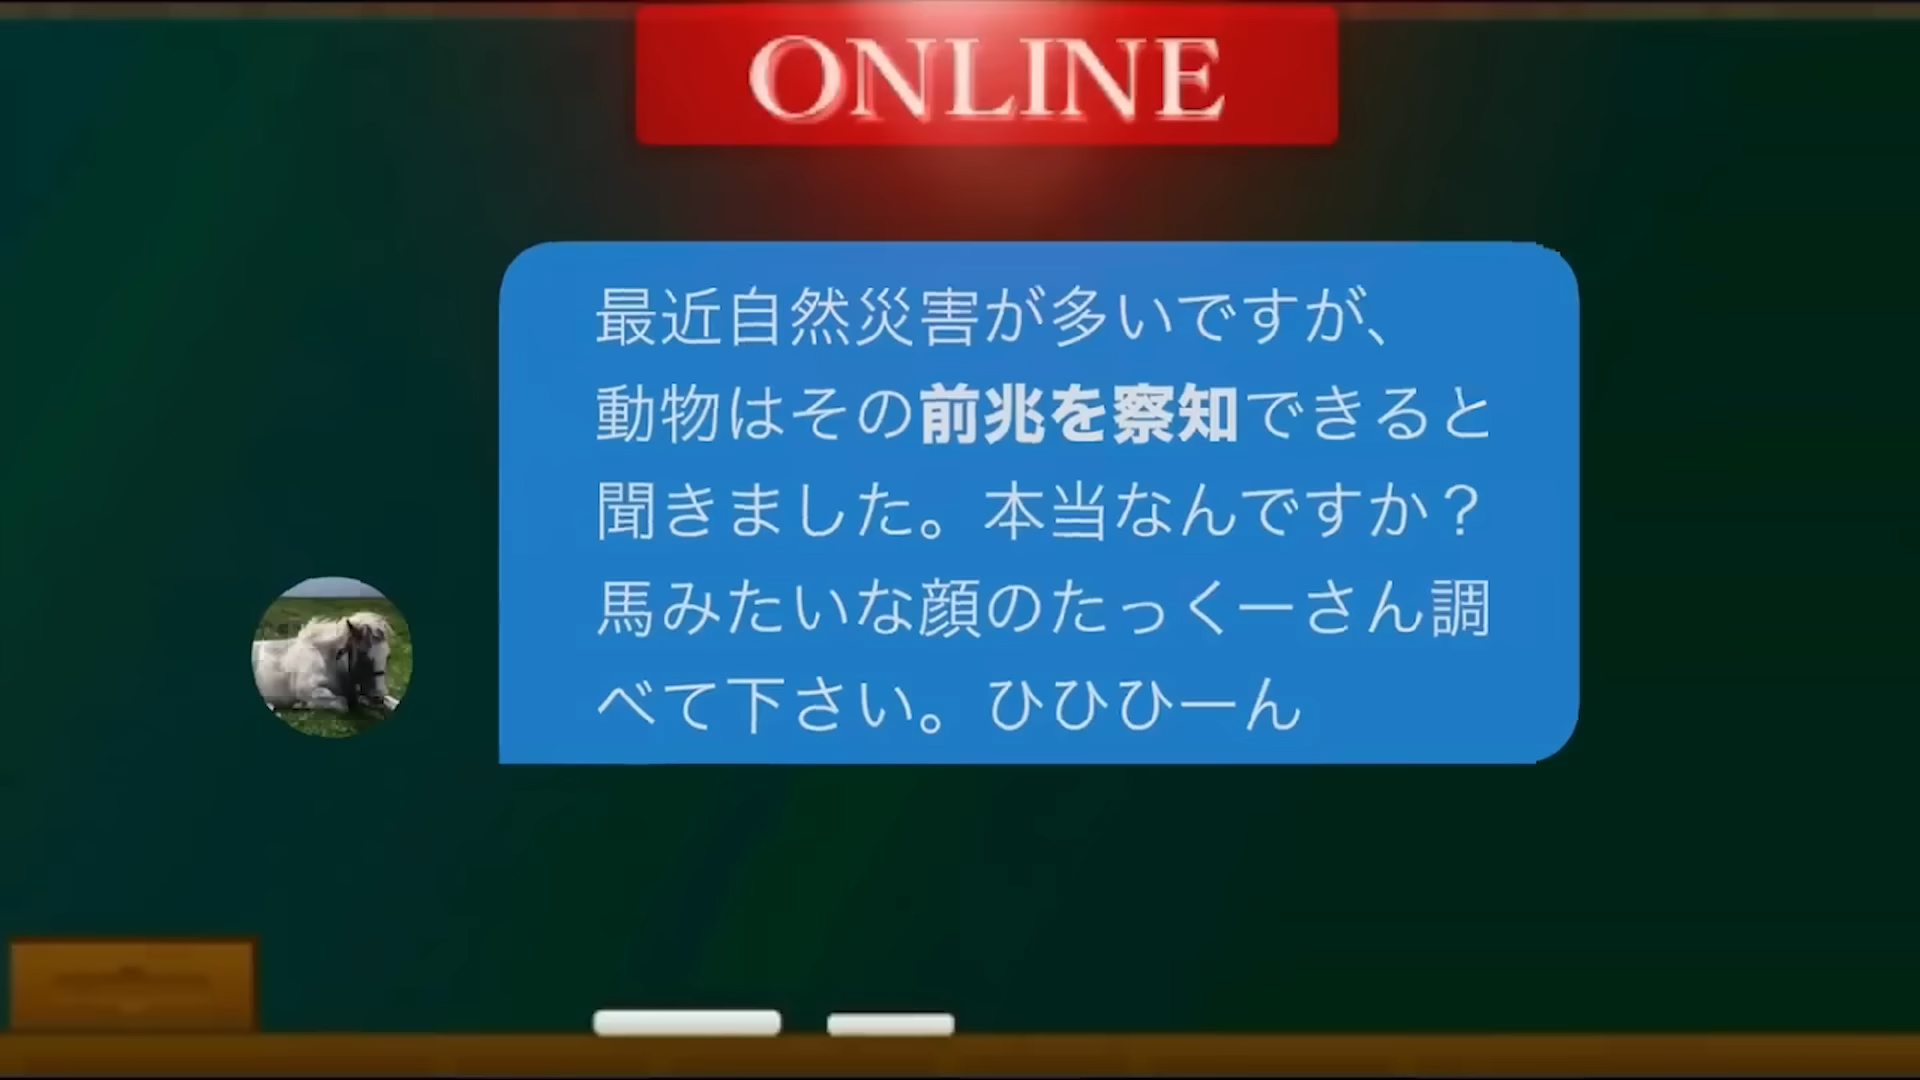 ONLINE
最近自然災害が多いですが、
動物はその前兆を察知できると
聞きました。本当なんですか？
馬みたいな顔のたっくーさん調
べて下さい。ひひひーん